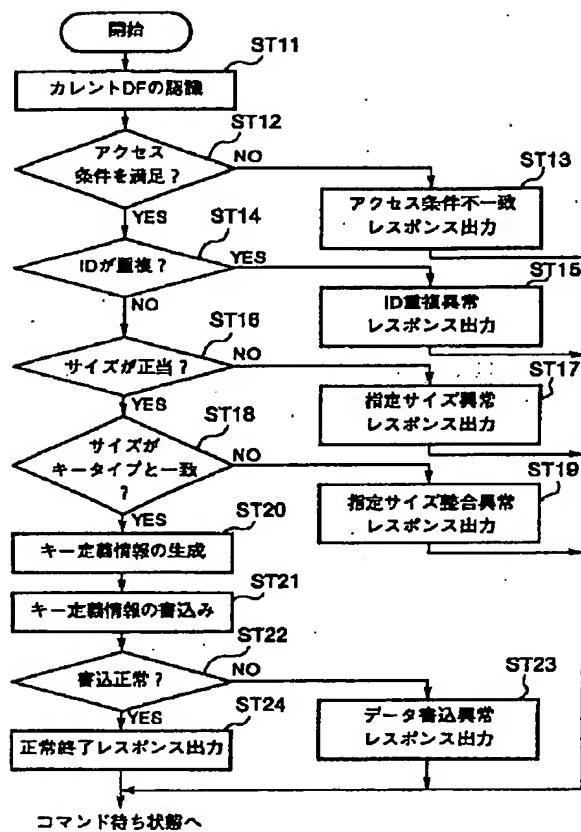 開始
ST11
カレントDFの認識
ST12
アクセス
条件を満足？
NO
ST13
アクセス条件不一致
レスポンス出力
YES
ST14
IDが重複？
YES
ST15
ID重複異常
レスポンス出力
NO
ST16
サイズが正当？
NO
ST17
指定サイズ異常
レスポンス出力
YES
ST18
サイズが
キータイプと一致
？
NO
ST19
指定サイズ整合異常
レスポンス出力
YES
ST20
キー定義情報の生成
ST21
キー定義情報の書込み
ST22
書込正常？
NO
ST23
データ書込異常
レスポンス出力
YES
ST24
正常終了レスポンス出力
コマンド待ち状態へ